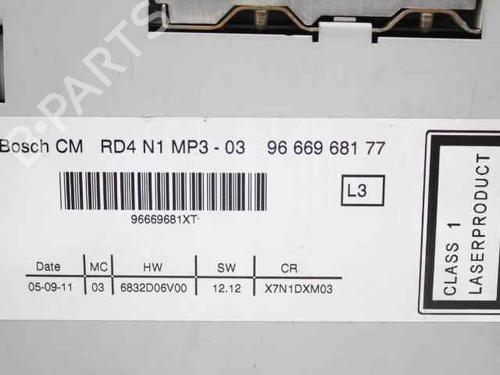 Bosch CM RD4 N1 MP3 - 03 96 669 681 77
L3
96669681XT
Date MC HW SW CR
05-09-11 03 6832D06V00 12.12 X7N1DXM03
CLASS 1
LASERPRODUCT
B-PARTS